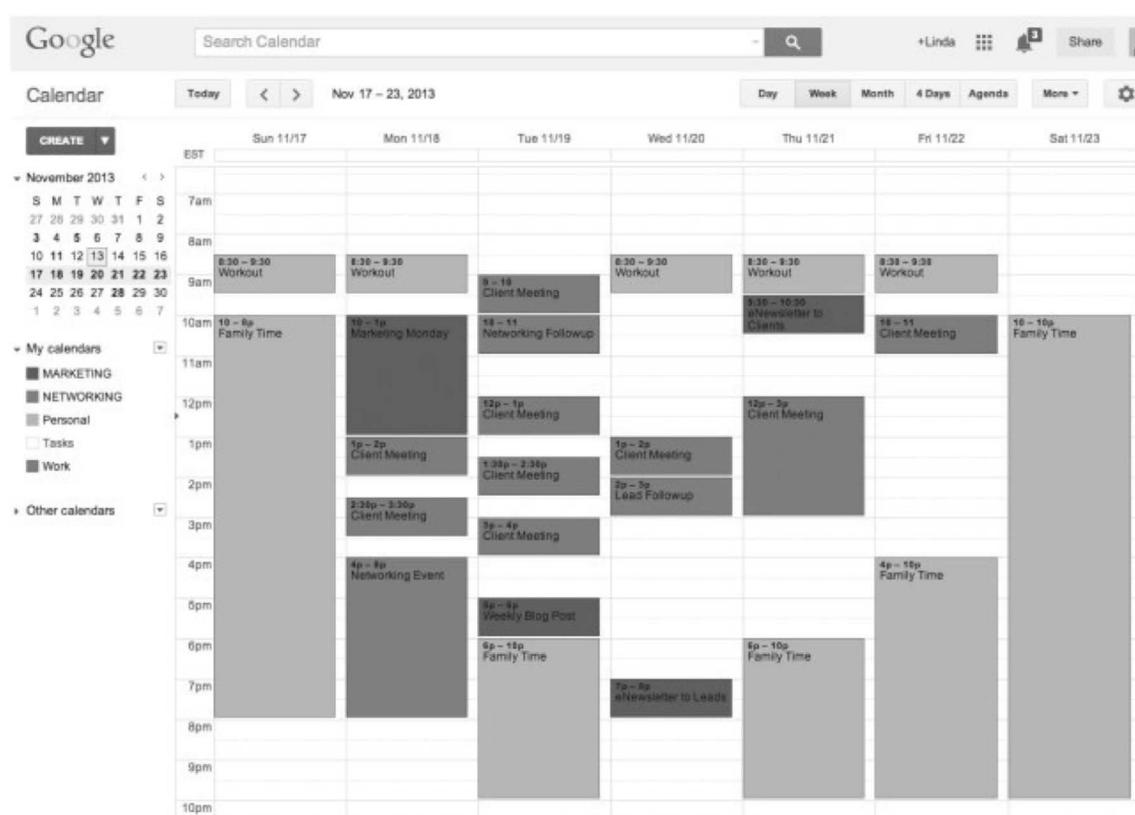 Google
Search Calendar
+Linda
3
Share
Calendar
Today
Nov 17 – 23, 2013
Day Week Month 4 Days Agenda
More
CREATE
Sun 11/17 Mon 11/18 Tue 11/19 Wed 11/20 Thu 11/21 Fri 11/22 Sat 11/23
EST
November 2013
S M T W T F S
27 28 29 30 31 1 2
3 4 5 6 7 8 9
10 11 12 13 14 15 16
17 18 19 20 21 22 23
24 25 26 27 28 29 30
1 2 3 4 5 6 7
My calendars
MARKETING
NETWORKING
Personal
Tasks
Work
Other calendars
7am
8am
9am
10am
11am
12pm
1pm
2pm
3pm
4pm
5pm
6pm
7pm
8pm
9pm
10pm
8:30 – 9:30
Workout
10 – 8p
Family Time
8:30 – 9:30
Workout
10 – 1p
Marketing Monday
1p – 2p
Client Meeting
2:30p – 3:30p
Client Meeting
4p – 8p
Networking Event
9 – 10
Client Meeting
10 – 11
Networking Followup
12p – 1p
Client Meeting
1:30p – 2:30p
Client Meeting
3p – 4p
Client Meeting
5p – 6p
Weekly Blog Post
6p – 10p
Family Time
8:30 – 9:30
Workout
1p – 2p
Client Meeting
2p – 3p
Lead Followup
7p – 8p
eNewsletter to Leads
8:30 – 9:30
Workout
9:30 – 10:30
eNewsletter to
Clients
12p – 3p
Client Meeting
6p – 10p
Family Time
8:30 – 9:30
Workout
10 – 11
Client Meeting
4p – 10p
Family Time
10 – 10p
Family Time